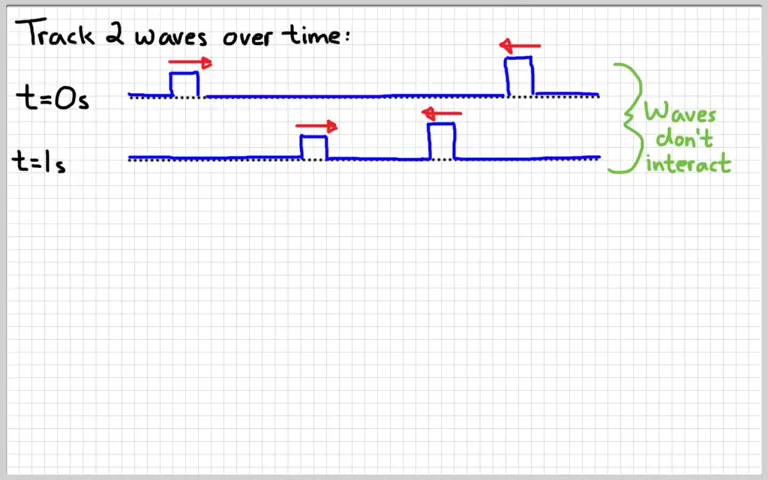 Track 2 waves over time:
t=0s
t=1s
Waves
don't
interact